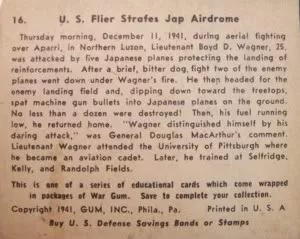 16. U. S. Flier Strafes Jap Airdrome
Thursday morning, December 11, 1941, during aerial fighting
over Aparri, in Northern Luzon, Lieutenant Boyd D. Wagner, 25,
was attacked by five Japanese planes protecting the landing of
reinforcements. After a brief, bitter dog fight two of the enemy
planes went down under Wagner's fire. He then headed for the
enemy landing field and, dipping down toward the treetops,
spat machine gun bullets into Japanese planes on the ground.
No less than a dozen were destroyed! Then, his fuel running
low, he returned home. "Wagner distinguished himself by his
daring attack," was General Douglas MacArthur's comment.
Lieutenant Wagner attended the University of Pittsburgh where
he became an aviation cadet. Later, he trained at Selfridge,
Kelly, and Randolph Fields.
This is one of a series of educational cards which come wrapped
in packages of War Gum. Save to complete your collection.
Copyright 1941, GUM, INC., Phila., Pa. Printed in U. S. A
Buy U. S. Defense Savings Bonds or Stamps